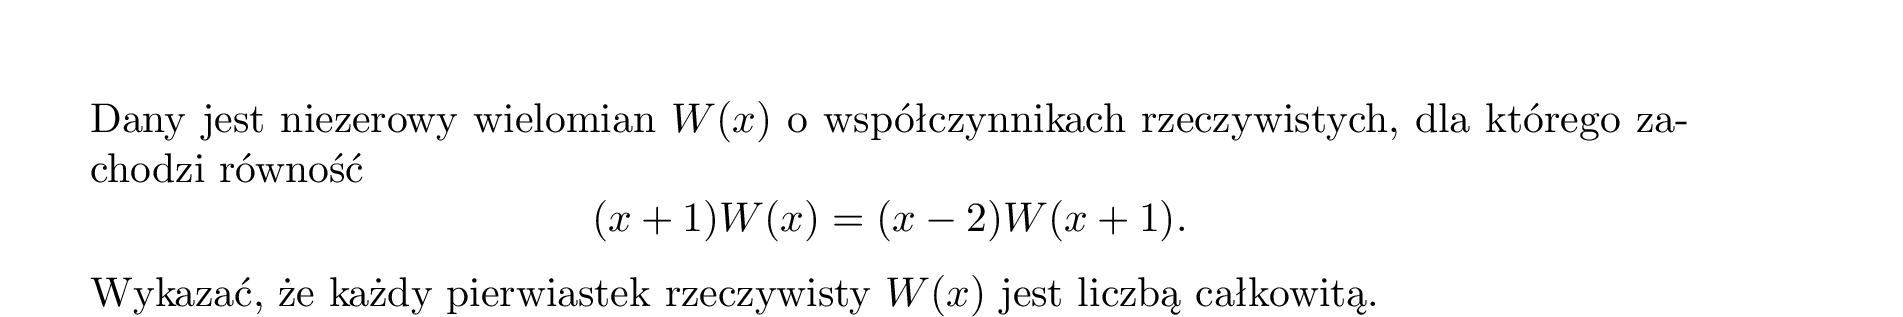 Dany jest niezerowy wielomian W(x) o współczynnikach rzeczywistych, dla którego za-
chodzi równość
(x + 1)W(x) = (x − 2)W(x + 1).
Wykazać, że każdy pierwiastek rzeczywisty W(x) jest liczbą całkowitą.